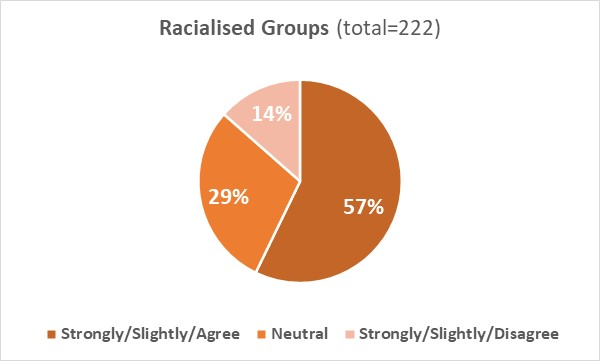 Racialised Groups (total=222)
14%
29%
57%
Strongly/Slightly/Agree Neutral Strongly/Slightly/Disagree